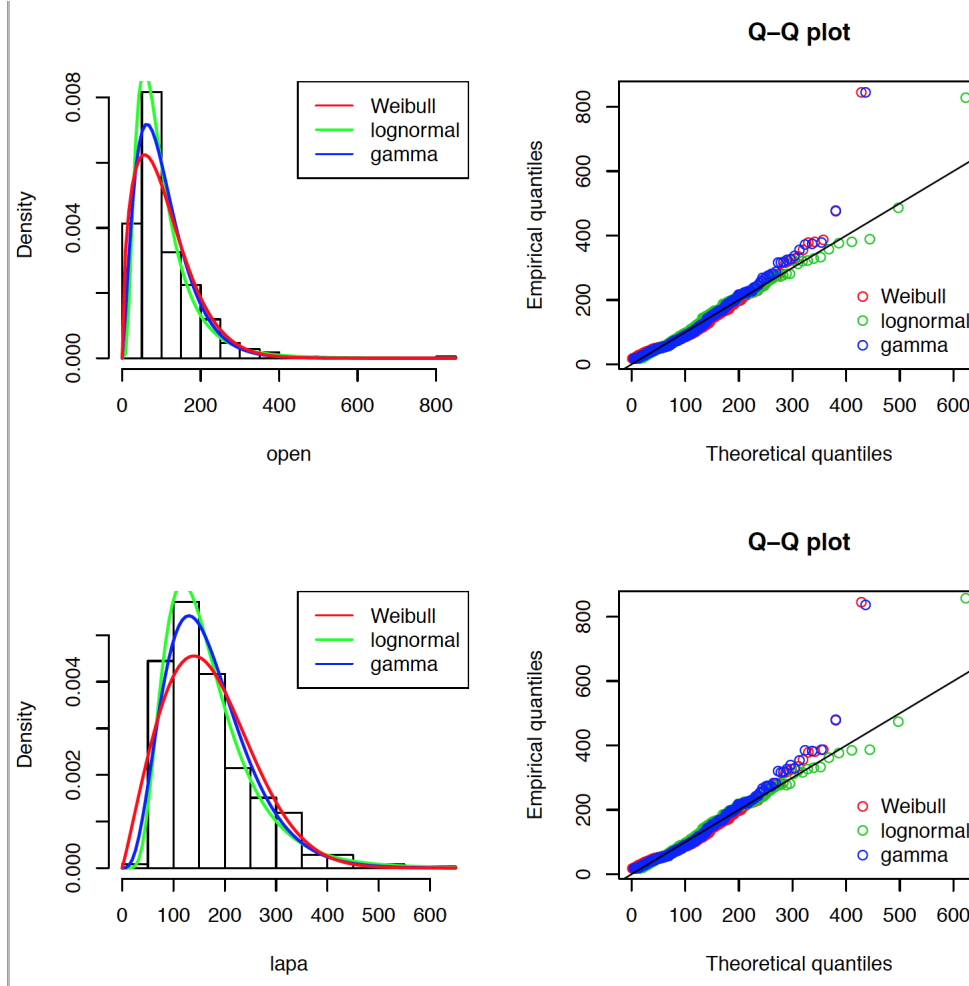 Q–Q plot
Density
0.000
0.004
0.008
Weibull
lognormal
gamma
0 200 400 600 800
open
Empirical quantiles
0
200
400
600
800
Weibull
lognormal
gamma
0 100 200 300 400 500 600
Theoretical quantiles
Q–Q plot
Density
0.000
0.002
0.004
Weibull
lognormal
gamma
0 100 200 300 400 500 600
lapa
Empirical quantiles
0
200
400
600
800
Weibull
lognormal
gamma
0 100 200 300 400 500 600
Theoretical quantiles